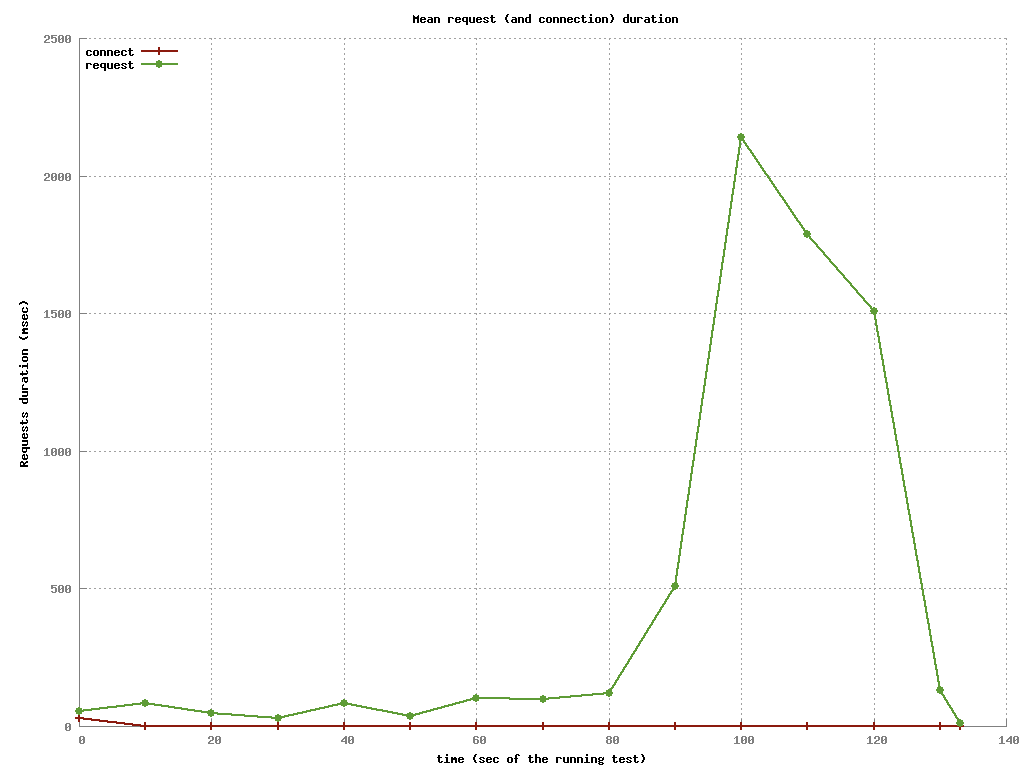 Mean request (and connection) duration
connect
request
2500
2000
1500
1000
500
0
Requests duration (msec)
0 20 40 60 80 100 120 140
time (sec of the running test)